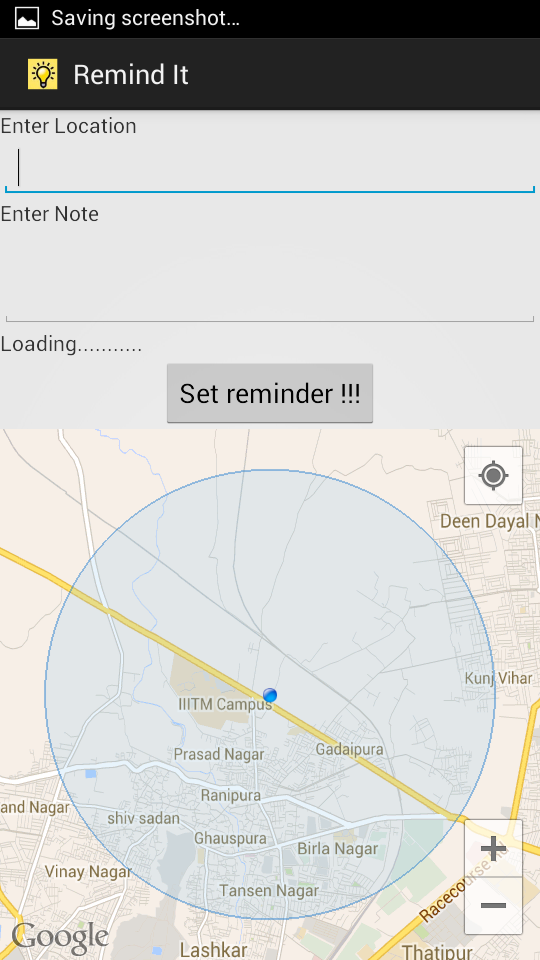 Saving screenshot...
Remind It
Enter Location
Enter Note
Loading...........
Set reminder !!!
Deen Dayal N
Kunj Vihar
IIITM Campus
Gadaipura
Prasad Nagar
Ranipura
and Nagar
shiv sadan
Ghauspura
Birla Nagar
Vinay Nagar
Tansen Nagar
Racecourse
Google
Lashkar
Thatipur